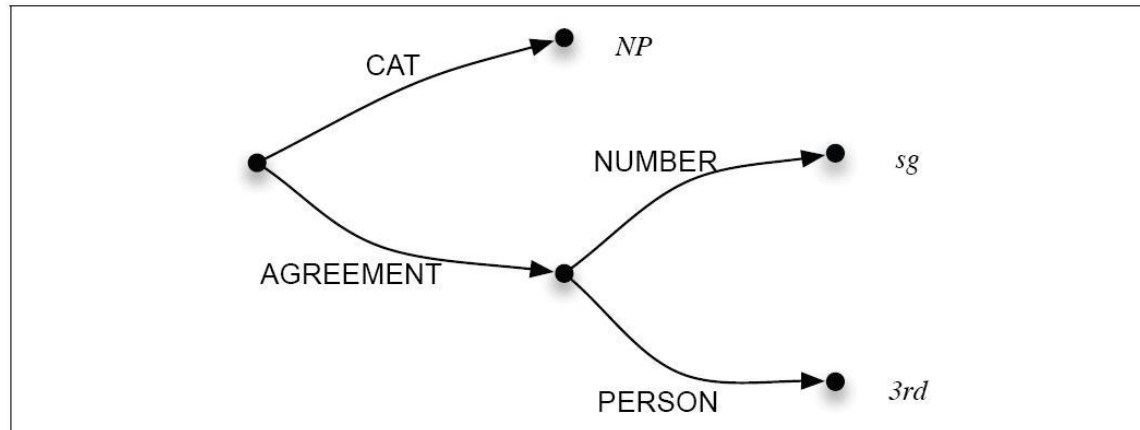 NP
CAT
NUMBER
sg
AGREEMENT
PERSON
3rd